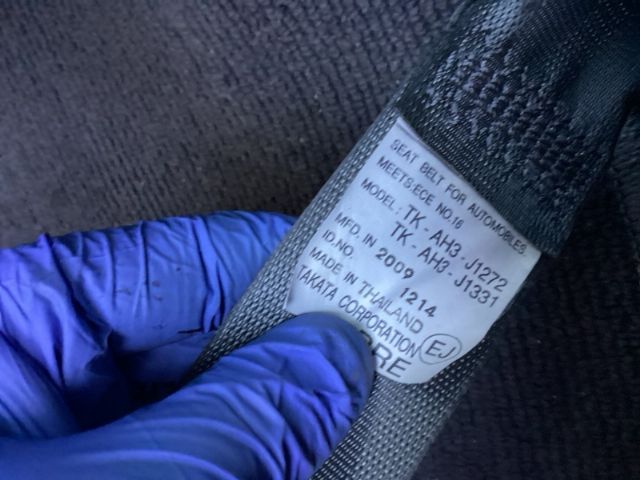 SEAT BELT FOR AUTOMOBILES.
MEETS:ECE NO.16
MODEL: TK - AH3 - J1272
TK - AH3 - J1331
MFD. IN 2009
ID.NO. 1214
MADE IN THAILAND
TAKATA CORPORATION EJ